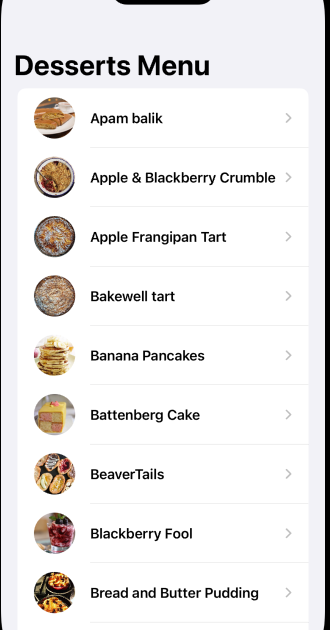 Desserts Menu
Apam balik
Apple & Blackberry Crumble
Apple Frangipan Tart
Bakewell tart
Banana Pancakes
Battenberg Cake
BeaverTails
Blackberry Fool
Bread and Butter Pudding